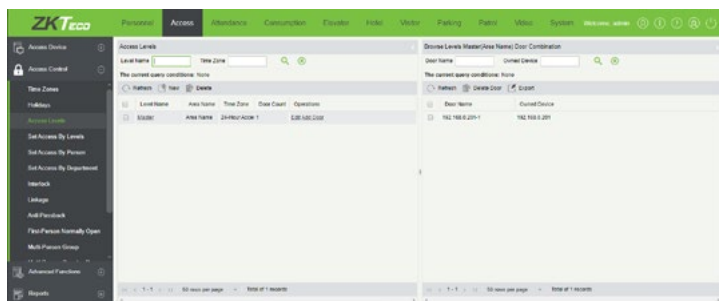 ZKTeco
Personnel Access Attendance Consumption Elevator Hotel Visitor Parking Patrol Video System Welcome, admin
Access Device
Access Control
Time Zones
Holidays
Access Levels
Set Access By Levels
Set Access By Person
Set Access By Department
Interlock
Linkage
Anti-Passback
First-Person Normally Open
Multi-Person Group
Advanced Functions
Reports
Access Levels
Level Name Time Zone
The current query conditions: None
Refresh New Delete
Level Name Area Name Time Zone Door Count Operations
Master Area Name 24-Hour Acce 1 Edit Add Door
1-1 50 rows per page Total of 1 records
Browse Levels Master(Area Name) Door Combination
Door Name Owned Device
The current query conditions: None
Refresh Delete Door Export
Door Name Owned Device
192.168.0.201-1 192.168.0.201
1-1 50 rows per page Total of 1 records